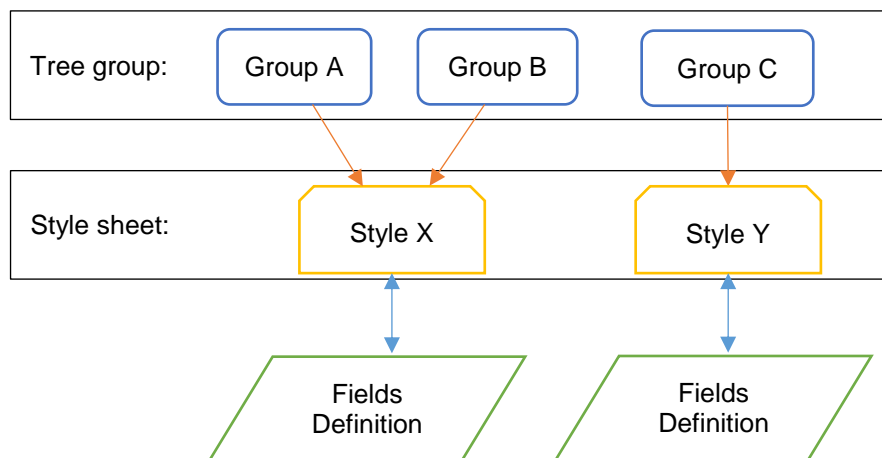 Tree group:
Group A
Group B
Group C
Style sheet:
Style X
Style Y
Fields
Definition
Fields
Definition